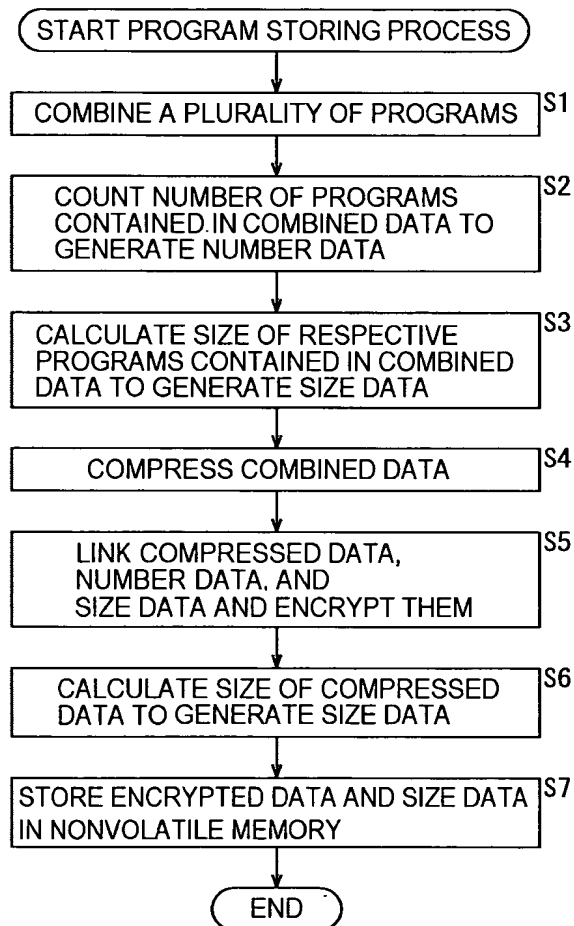 START PROGRAM STORING PROCESS
COMBINE A PLURALITY OF PROGRAMS
S1
COUNT NUMBER OF PROGRAMS
CONTAINED.IN COMBINED DATA TO
GENERATE NUMBER DATA
S2
CALCULATE SIZE OF RESPECTIVE
PROGRAMS CONTAINED IN COMBINED
DATA TO GENERATE SIZE DATA
S3
COMPRESS COMBINED DATA
S4
LINK COMPRESSED DATA,
NUMBER DATA, AND
SIZE DATA AND ENCRYPT THEM
S5
CALCULATE SIZE OF COMPRESSED
DATA TO GENERATE SIZE DATA
S6
STORE ENCRYPTED DATA AND SIZE DATA
IN NONVOLATILE MEMORY
S7
END